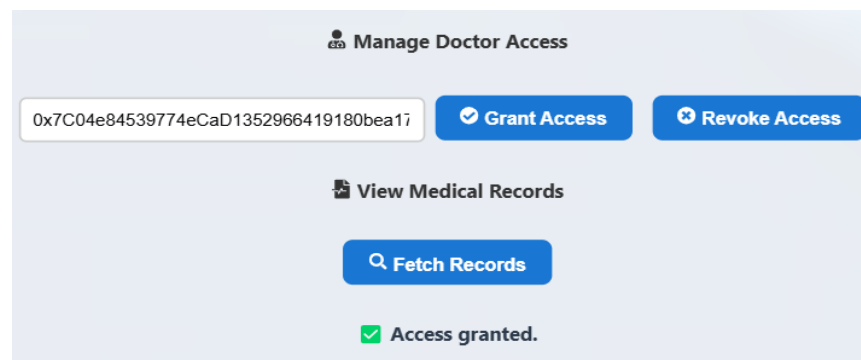 Manage Doctor Access
0x7C04e84539774eCaD1352966419180bea17 Grant Access Revoke Access
View Medical Records
Fetch Records
Access granted.